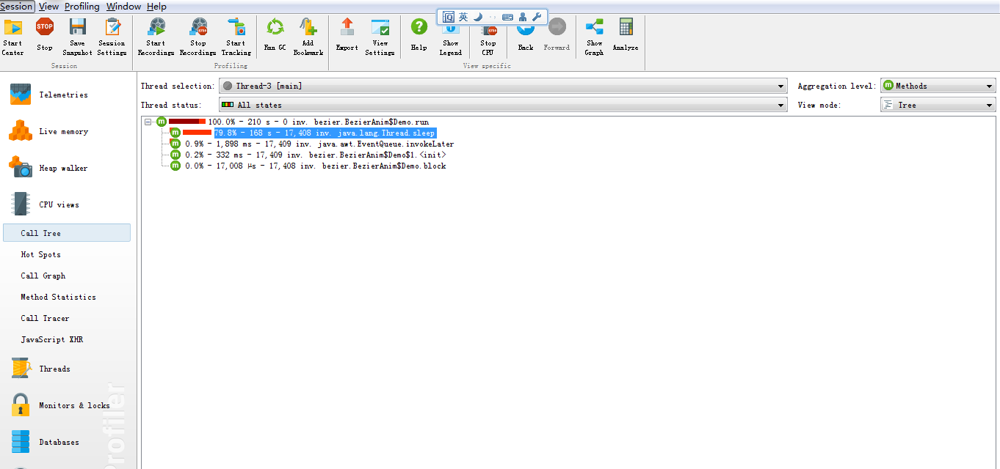 Session View Profiling Window Help
英
Start Center Stop Save Snapshot Session Settings Start Recordings Stop Recordings Start Tracking Run GC Add Bookmark Export View Settings Help Show Legend Stop CPU Back Forward Show Graph Analyze
Session Profiling View specific
Thread selection: Thread-3 [main] Aggregation level: Methods
Thread status: All states View mode: Tree
Telemetries
Live memory
Heap walker
CPU views
Call Tree
Hot Spots
Call Graph
Method Statistics
Call Tracer
JavaScript XHR
Threads
Monitors & locks
Databases
100.0% - 210 s - 0 inv. bezier.BezierAnim$Demo.run
79.8% - 168 s - 17,408 inv. java.lang.Thread.sleep
0.9% - 1,898 ms - 17,409 inv. java.awt.EventQueue.invokeLater
0.2% - 332 ms - 17,409 inv. bezier.BezierAnim$Demo$1.<init>
0.0% - 17,008 µs - 17,408 inv. bezier.BezierAnim$Demo.block